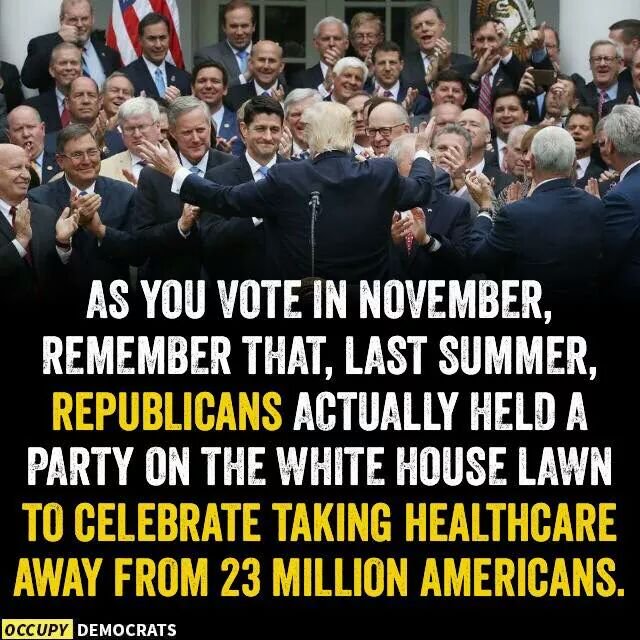 AS YOU VOTE IN NOVEMBER,
REMEMBER THAT, LAST SUMMER,
REPUBLICANS ACTUALLY HELD A
PARTY ON THE WHITE HOUSE LAWN
TO CELEBRATE TAKING HEALTHCARE
AWAY FROM 23 MILLION AMERICANS.
OCCUPY DEMOCRATS